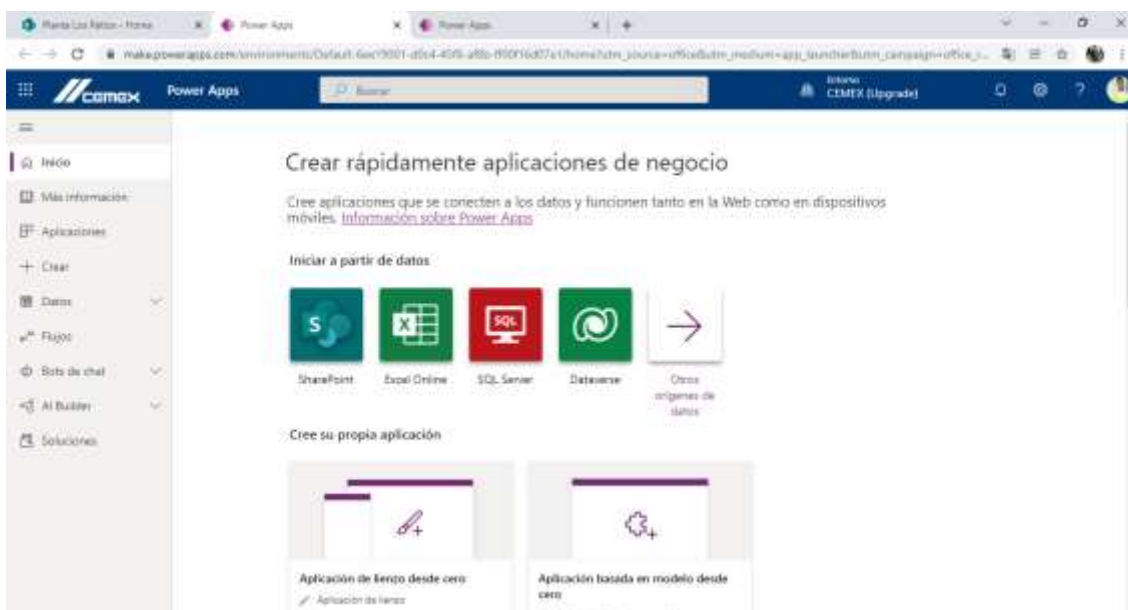 Power Apps
Power Apps
CEMEX
Power Apps
Buscar
Entorno
CEMEX (Upgrade)
Inicio
Más información
Aplicaciones
Crear
Datos
Flujos
Bots de chat
AI Builder
Soluciones
Crear rápidamente aplicaciones de negocio
Cree aplicaciones que se conecten a los datos y funcionen tanto en la Web como en dispositivos
móviles. Información sobre Power Apps
Iniciar a partir de datos
S
X
SQL
SharePoint
Excel Online
SQL Server
Dataverse
Otros
orígenes de
datos
Cree su propia aplicación
Aplicación de lienzo desde cero
Aplicación de lienzo
Aplicación basada en modelo desde
cero